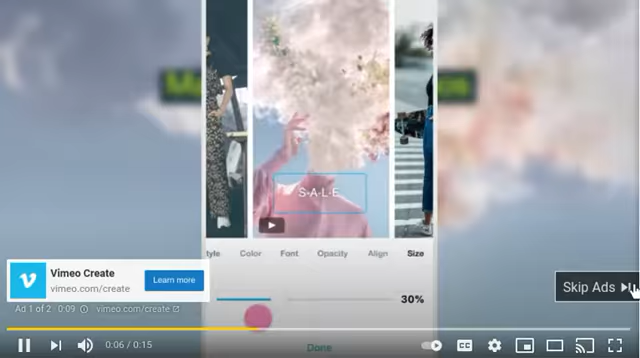 S-A-L-E
Color Font Opacity Align Size
30%
Done
Vimeo Create
vimeo.com/create
Learn more
Skip Ads
Ad 1 of 2 · 0:09 vimeo.com/create
0:06 / 0:15
CC